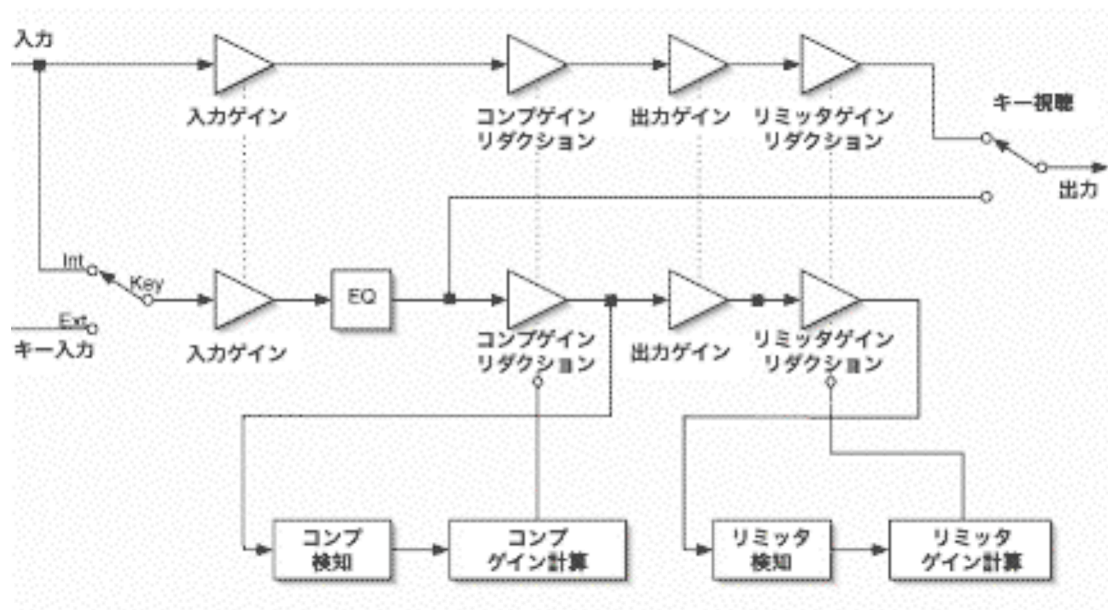 入力
入力ゲイン
コンプゲイン
リダクション
出力ゲイン
リミッタゲイン
リダクション
キー視聴
出力
Int
Key
Ext
キー入力
入力ゲイン
EQ
コンプゲイン
リダクション
出力ゲイン
リミッタゲイン
リダクション
コンプ
検知
コンプ
ゲイン計算
リミッタ
検知
リミッタ
ゲイン計算